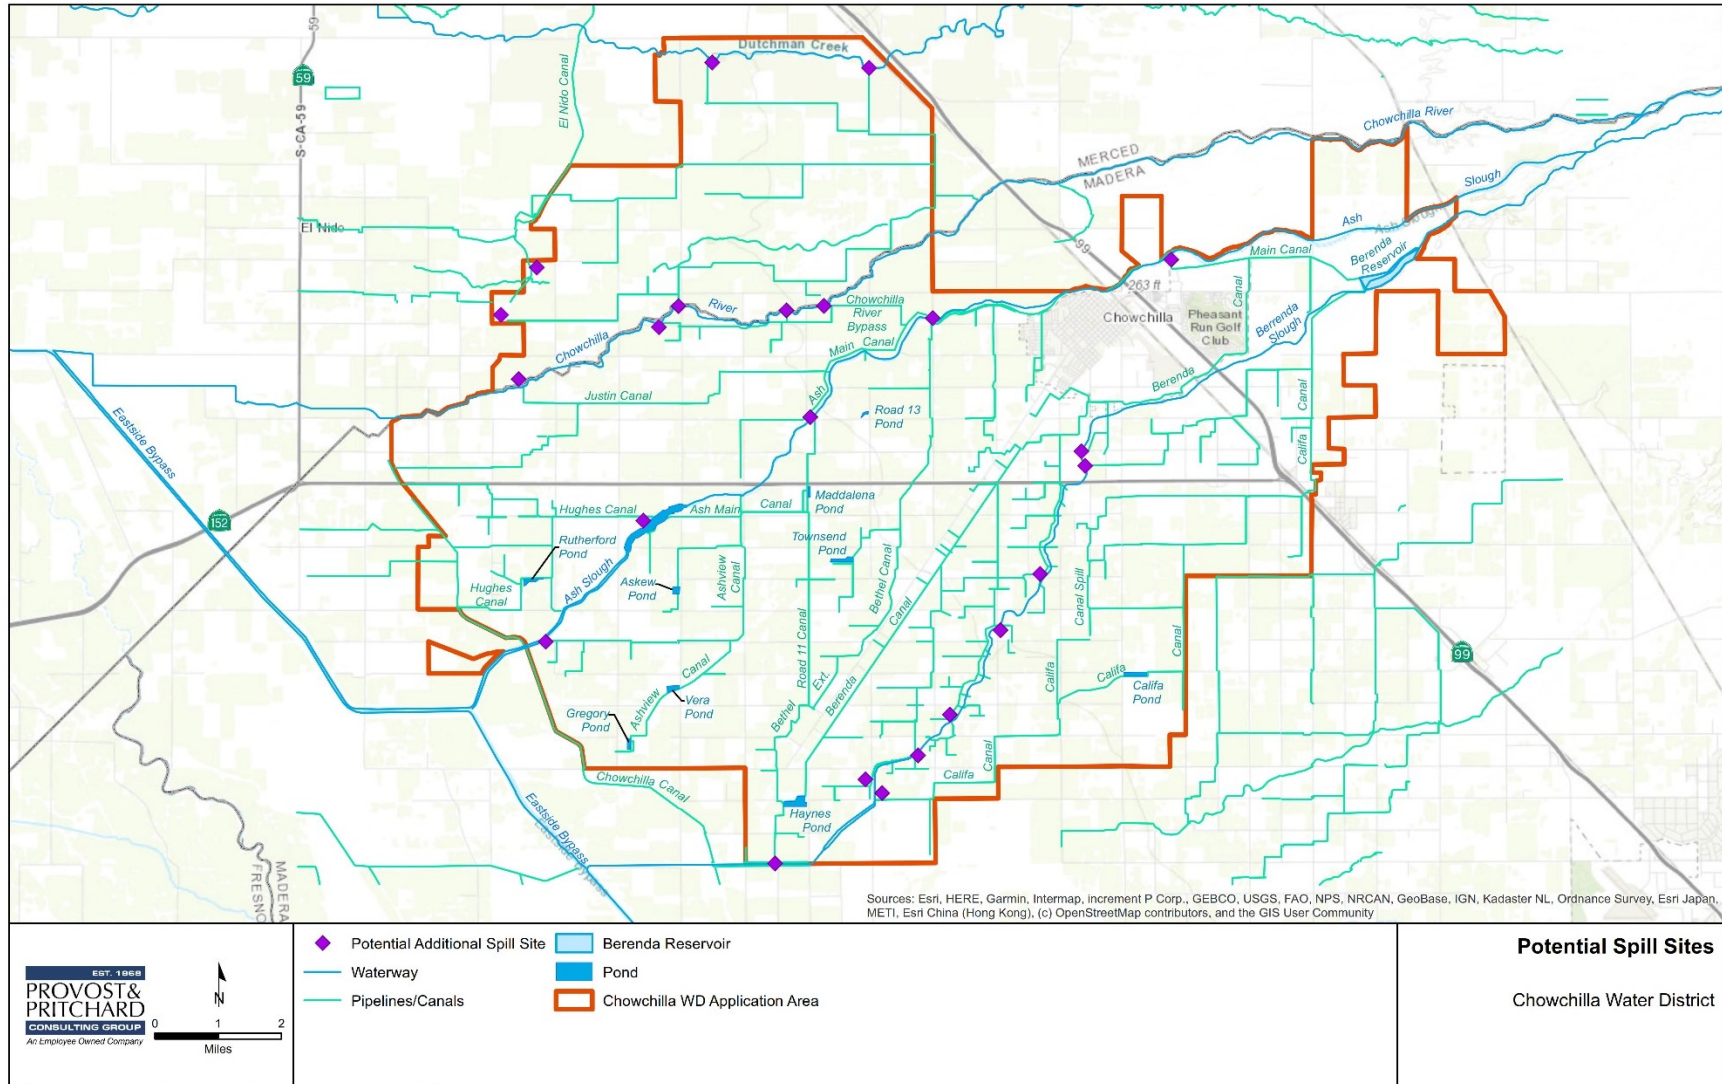 59
59
S-CA-59
El Nido Canal
Dutchman Creek
Chowchilla River
MERCED
MADERA
Slough
Ash
Ash Slough
Main Canal
Berenda
Reservoir
99
El Nido
263 ft
Canal
Chowchilla
Pheasant
Run Golf
Club
Berrenda
Slough
River
Chowchilla
River
Bypass
Chowchilla
Main Canal
Berenda
Justin Canal
Ash
Road 13
Pond
Canal
Califa
Eastside Bypass
152
Hughes Canal
Ash Main
Canal
Maddalena
Pond
Rutherford
Pond
Townsend
Pond
Hughes
Canal
Ash Slough
Askew
Pond
Ashview
Canal
Bethel Canal
Canal
Canal Spill
Road 11 Canal
Canal
99
Ashview
Canal
Vera
Pond
Gregory
Pond
Bethel
Ext.
Berenda
Califa
Califa
Califa
Pond
Canal
Califa
Chowchilla Canal
Haynes
Pond
Eastside Bypass
Eastside Bypass
MADERA
FRESNO
Sources: Esri, HERE, Garmin, Intermap, increment P Corp., GEBCO, USGS, FAO, NPS, NRCAN, GeoBase, IGN, Kadaster NL, Ordnance Survey, Esri Japan,
METI, Esri China (Hong Kong), (c) OpenStreetMap contributors, and the GIS User Community
EST. 1968
PROVOST&
PRITCHARD
CONSULTING GROUP
An Employee Owned Company
N
0 1 2
Miles
Potential Additional Spill Site
Waterway
Pipelines/Canals
Berenda Reservoir
Pond
Chowchilla WD Application Area
Potential Spill Sites
Chowchilla Water District